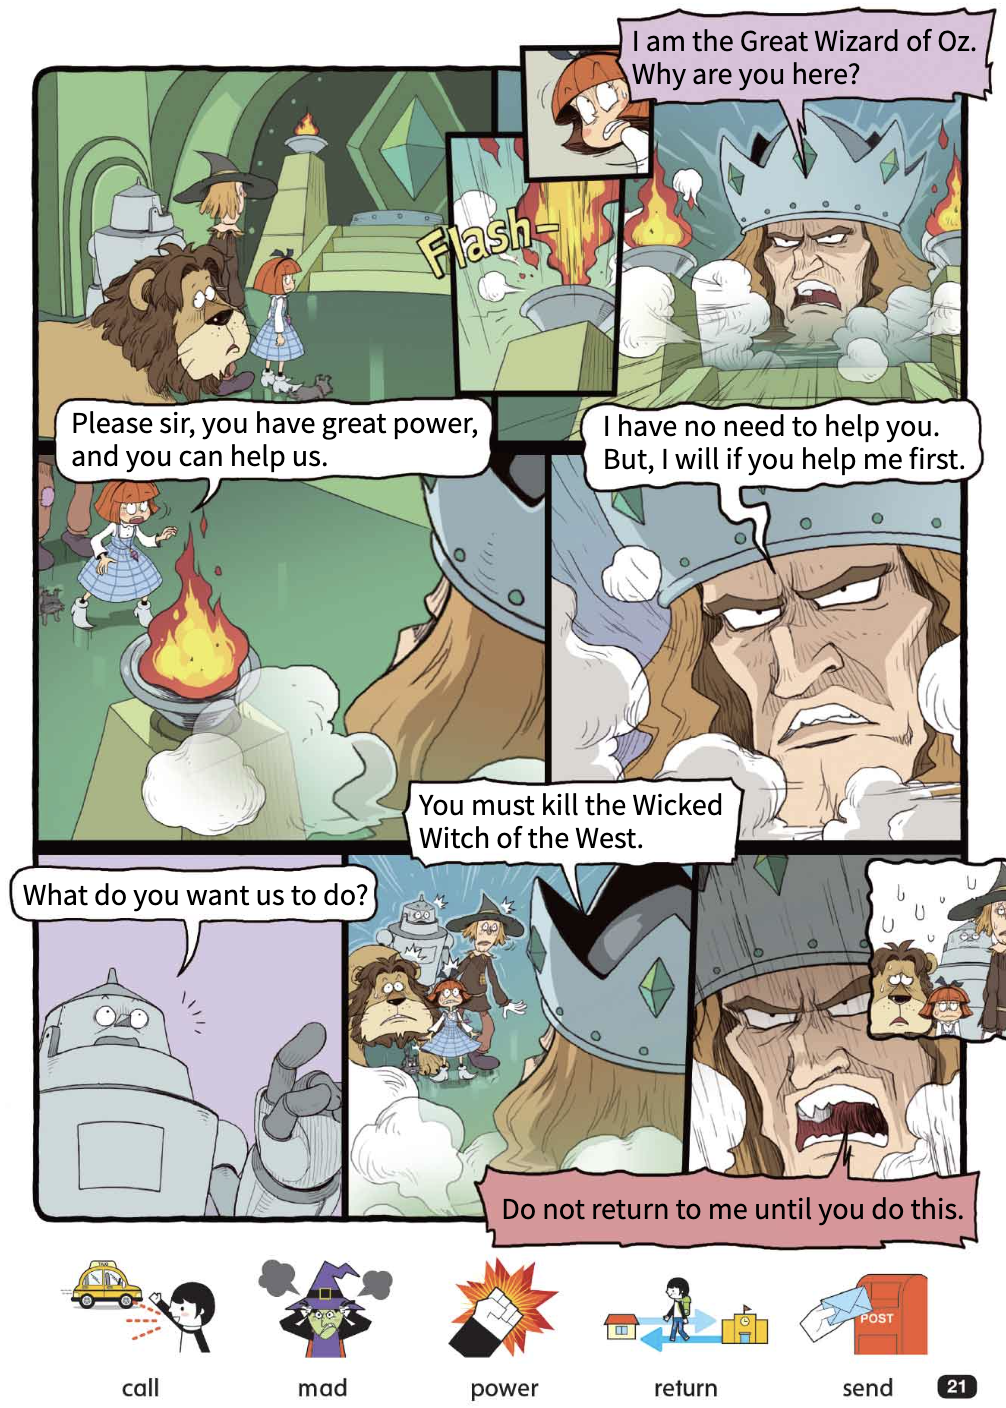 I am the Great Wizard of Oz.
Why are you here?
Flash-
Please sir, you have great power,
and you can help us.
I have no need to help you.
But, I will if you help me first.
What do you want us to do?
You must kill the Wicked
Witch of the West.
Do not return to me until you do this.
TAXI
POST
call
mad
power
return
send
21